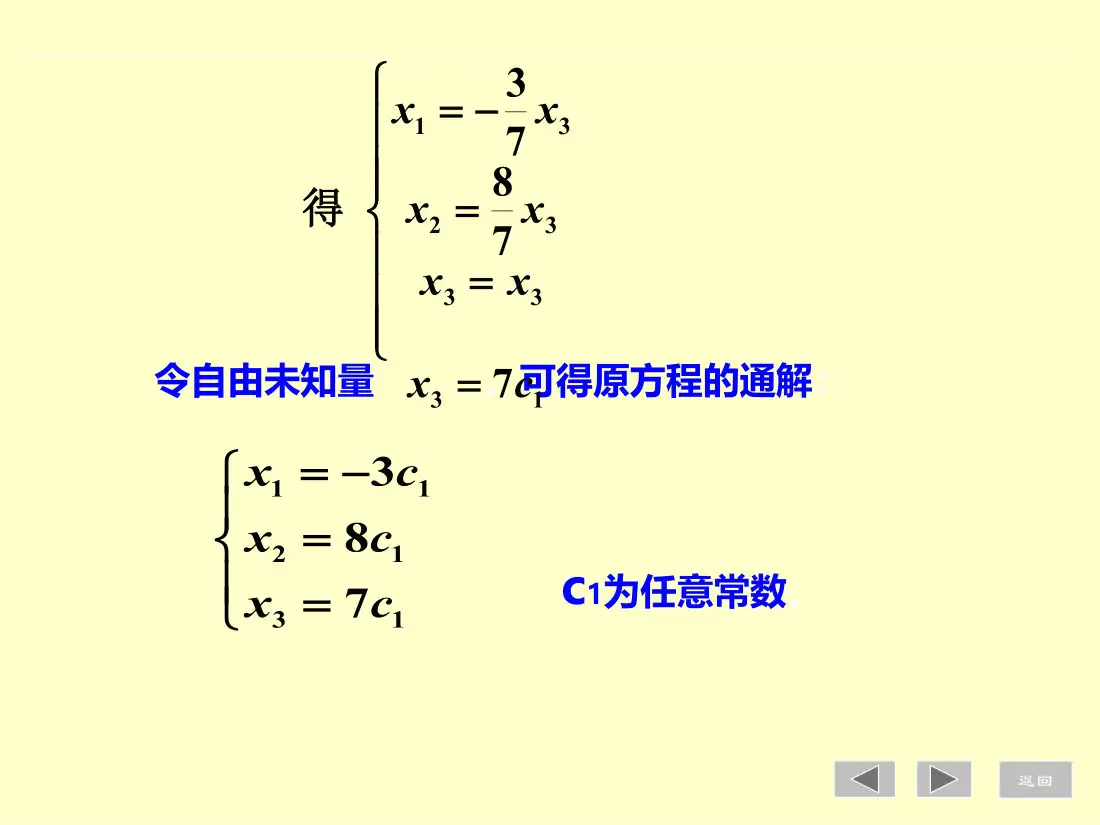 x₁ = -3/7 x₃
得 x₂ = 8/7 x₃
x₃ = x₃
令自由未知量 x₃ = 7c₁ 可得原方程的通解
x₁ = -3c₁
x₂ = 8c₁
x₃ = 7c₁
C1为任意常数
返回